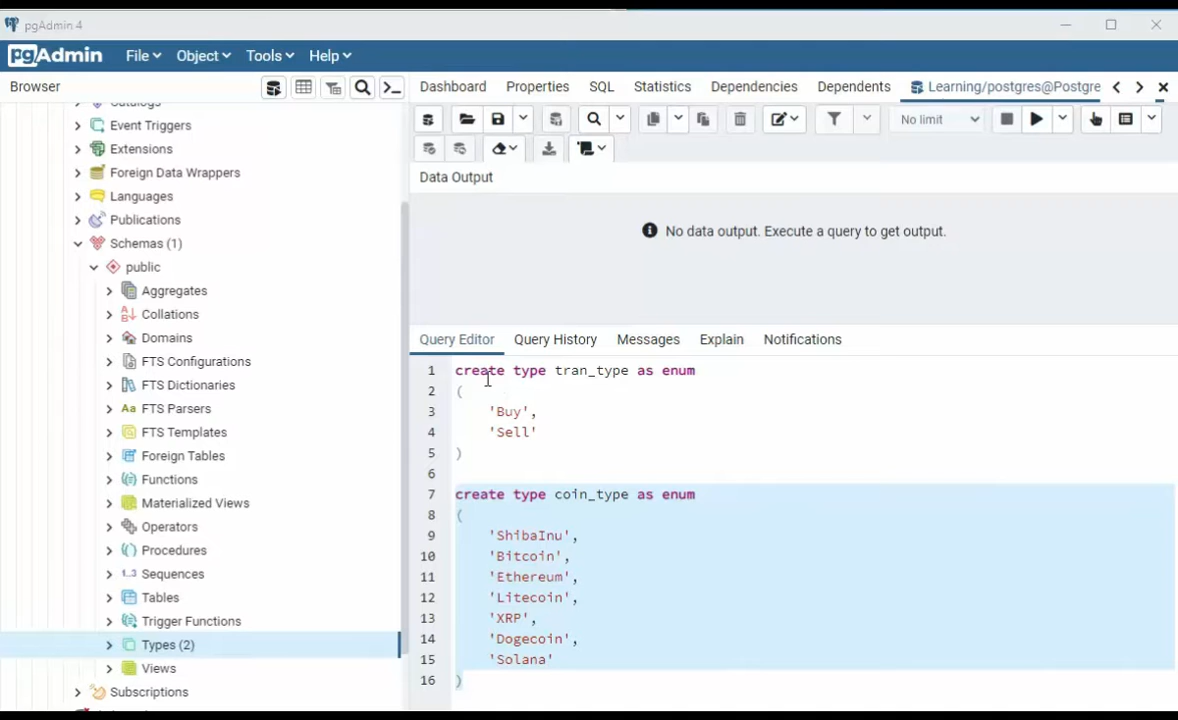 pgAdmin 4
pgAdmin File Object Tools Help
Browser
Dashboard Properties SQL Statistics Dependencies Dependents Learning/postgres@Postgre
Catalogs
Event Triggers
Extensions
Foreign Data Wrappers
Languages
Publications
Schemas (1)
public
Aggregates
Collations
Domains
FTS Configurations
FTS Dictionaries
FTS Parsers
FTS Templates
Foreign Tables
Functions
Materialized Views
Operators
Procedures
Sequences
Tables
Trigger Functions
Types (2)
Views
Subscriptions
No limit
Data Output
No data output. Execute a query to get output.
Query Editor Query History Messages Explain Notifications
1 create type tran_type as enum
2 (
3 'Buy',
4 'Sell'
5 )
6
7 create type coin_type as enum
8 (
9 'ShibaInu',
10 'Bitcoin',
11 'Ethereum',
12 'Litecoin',
13 'XRP',
14 'Dogecoin',
15 'Solana'
16 )